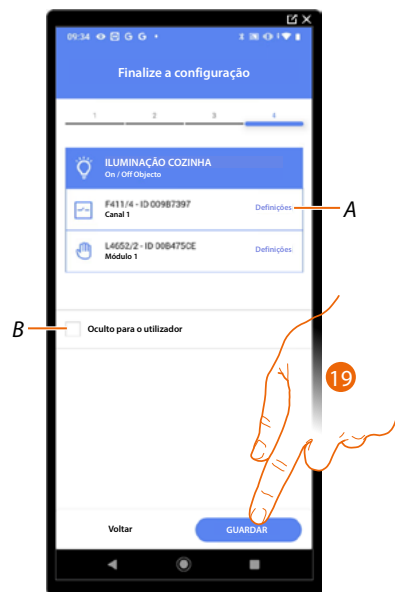 09:34 G G •
Finalize a configuração
1 2 3 4
ILUMINAÇÃO COZINHA
On / Off Objecto
F411/4 - ID 009B7397
Definições
Canal 1
A
L4652/2 - ID 00B475CE
Definições
Módulo 1
B
Oculto para o utilizador
19
Voltar
GUARDAR